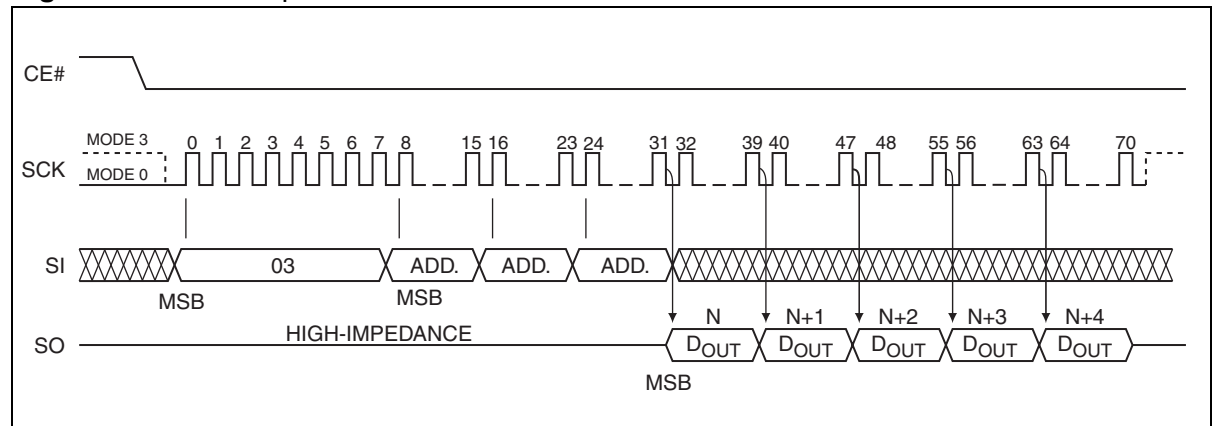 CE#
MODE 3
SCK
MODE 0
0 1 2 3 4 5 6 7 8 15 16 23 24 31 32 39 40 47 48 55 56 63 64 70
SI
03 ADD. ADD. ADD.
MSB MSB
N N+1 N+2 N+3 N+4
SO
HIGH-IMPEDANCE
DOUT DOUT DOUT DOUT DOUT
MSB